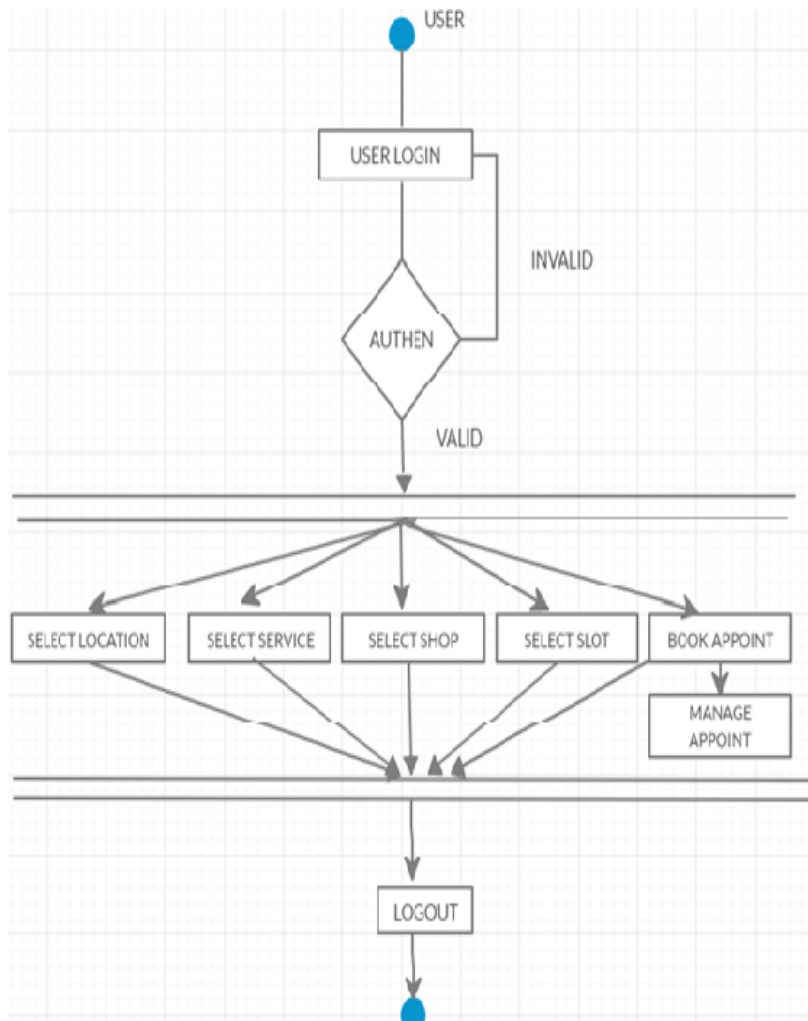 USER
USER LOGIN
INVALID
AUTHEN
VALID
SELECT LOCATION
SELECT SERVICE
SELECT SHOP
SELECT SLOT
BOOK APPOINT
MANAGE
APPOINT
LOGOUT